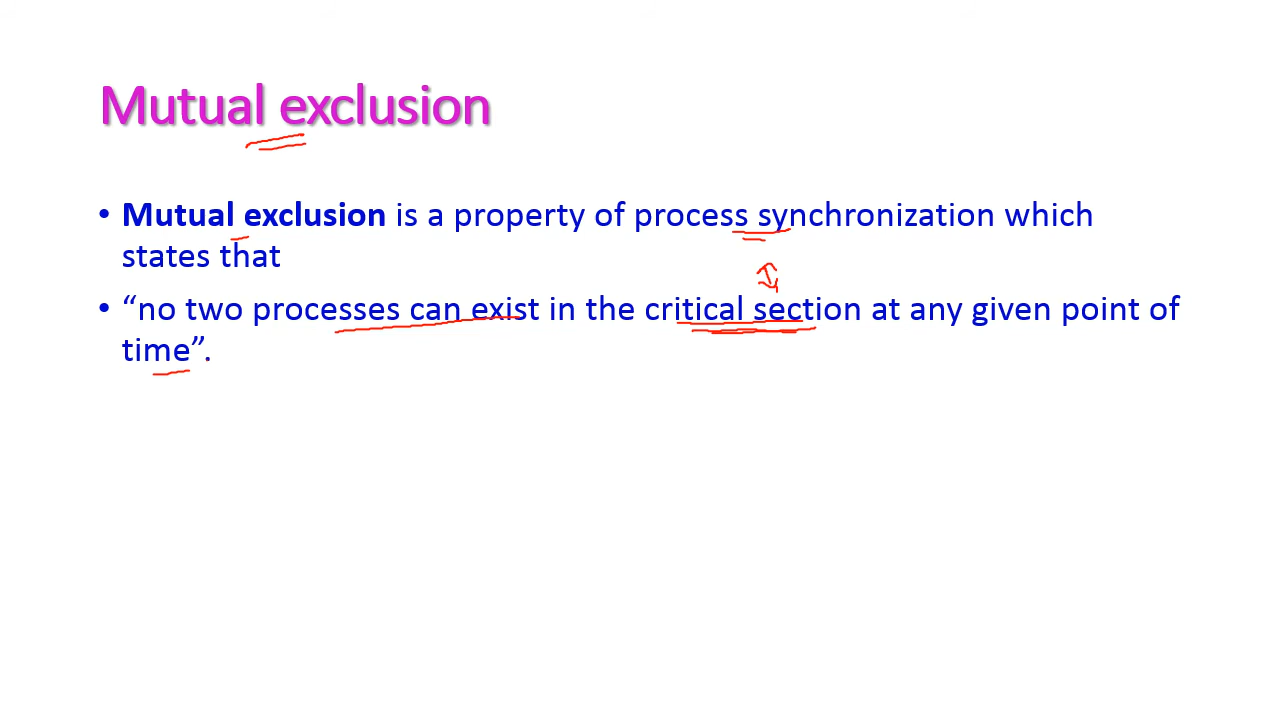 Mutual exclusion
• Mutual exclusion is a property of process synchronization which
states that
• “no two processes can exist in the critical section at any given point of
time”.